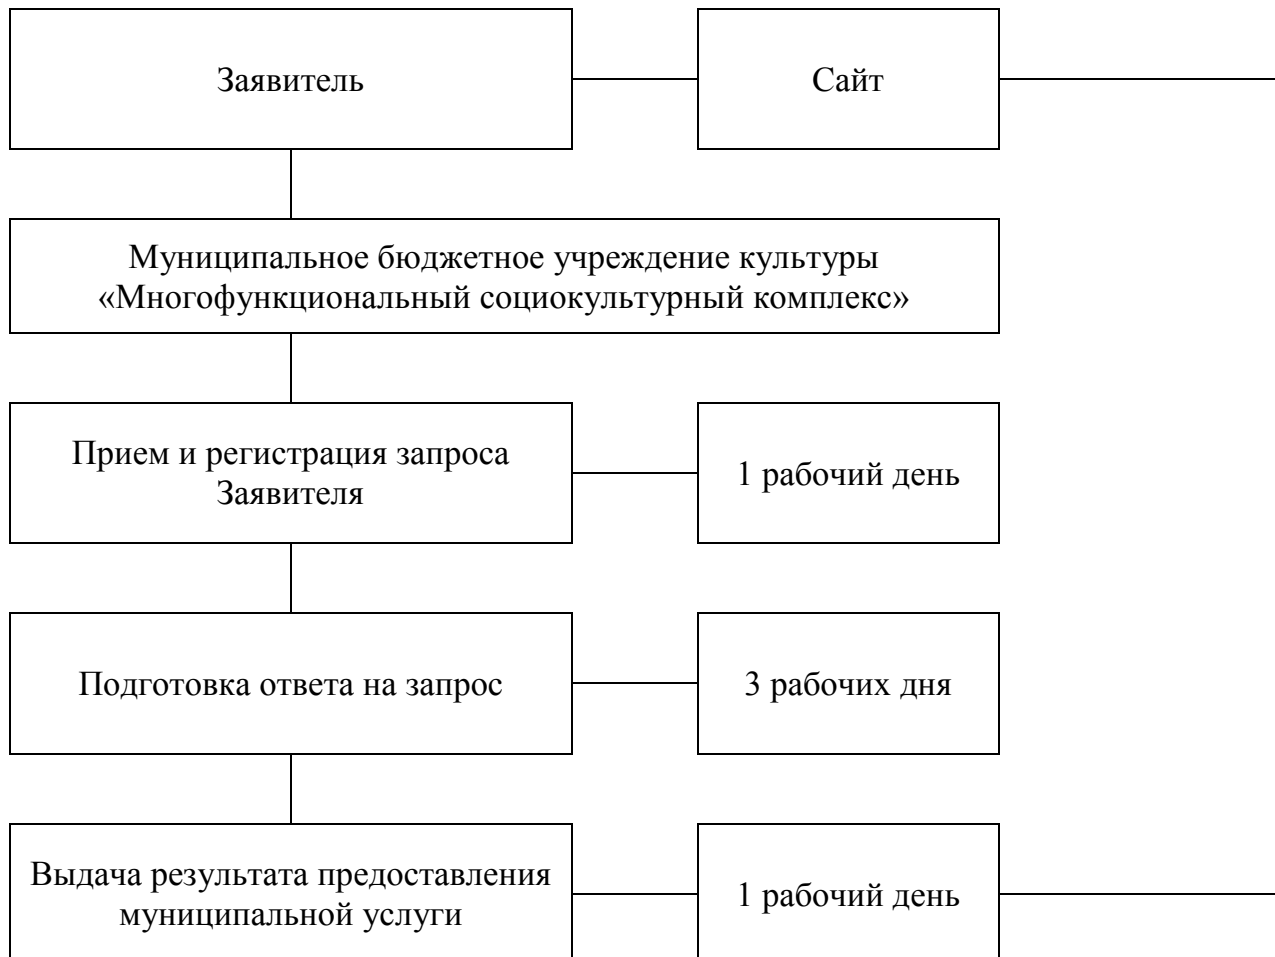 Заявитель
Сайт
Муниципальное бюджетное учреждение культуры
«Многофункциональный социокультурный комплекс»
Прием и регистрация запроса
Заявителя
1 рабочий день
Подготовка ответа на запрос
3 рабочих дня
Выдача результата предоставления
муниципальной услуги
1 рабочий день